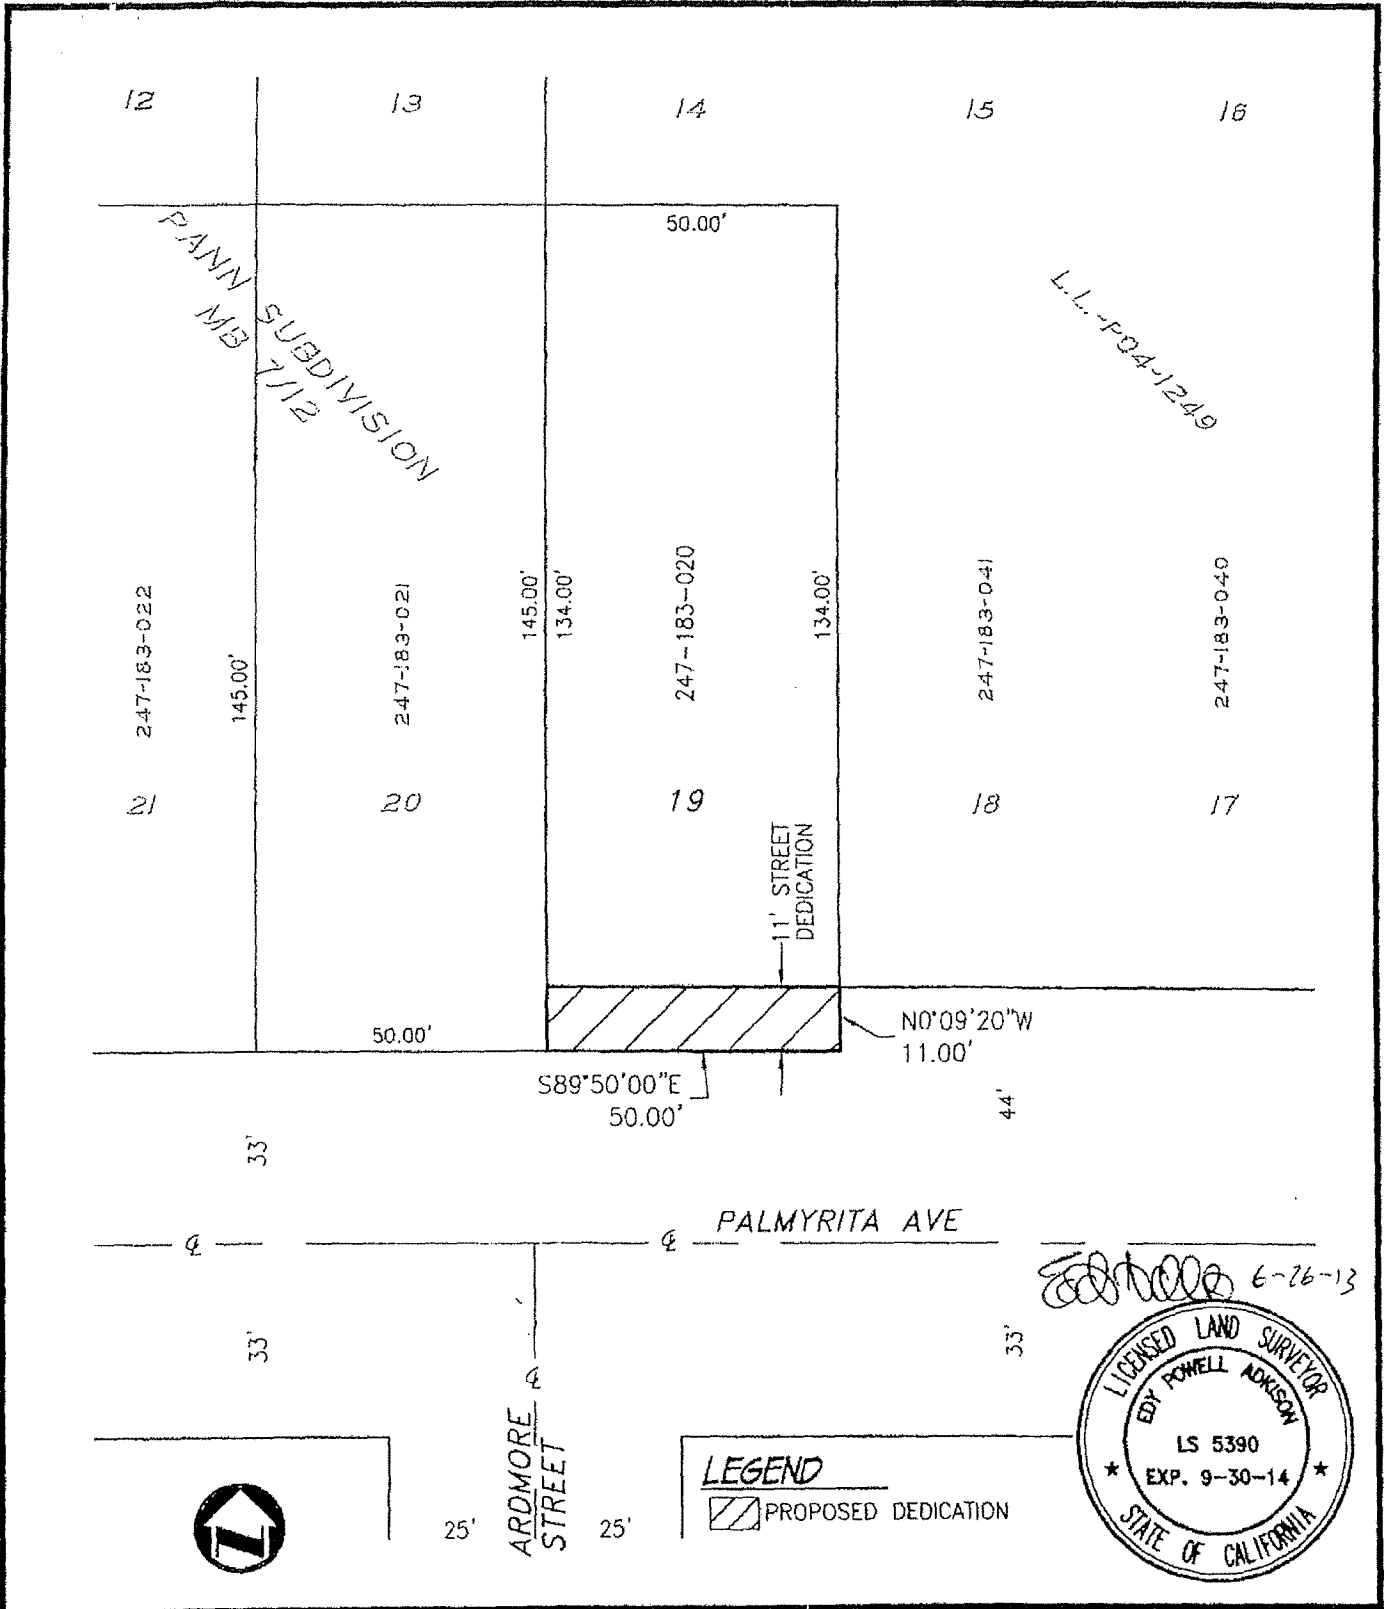 12
13
14
15
16
50.00'
PANN SUBDIVISION
MB 7/12
L.L.-P04-1249
247-183-022
145.00'
247-183-021
145.00'
134.00'
247-183-020
134.00'
247-183-041
247-183-040
21
20
19
18
17
11' STREET
DEDICATION
50.00'
N0°09'20"W
11.00'
S89°50'00"E
50.00'
44'
33'
PALMYRITA AVE
℄
℄
6-26-13
33'
33'
℄
ARDMORE
STREET
25'
25'
LEGEND
PROPOSED DEDICATION
LICENSED LAND SURVEYOR
EDY POWELL ADKISON
LS 5390
EXP. 9-30-14
STATE OF CALIFORNIA